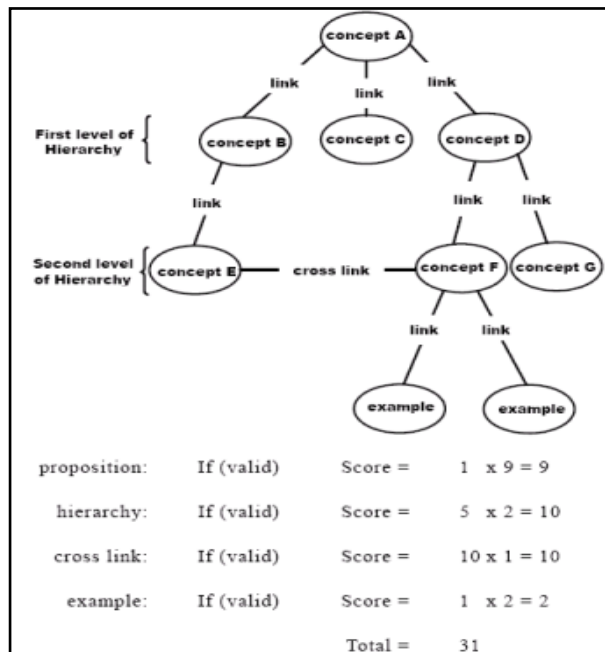 concept A
link
link
link
First level of
Hierarchy
concept B
concept C
concept D
link
link
link
Second level
of Hierarchy
concept E
cross link
concept F
concept G
link
link
example
example
proposition: If (valid) Score = 1 x 9 = 9
hierarchy: If (valid) Score = 5 x 2 = 10
cross link: If (valid) Score = 10 x 1 = 10
example: If (valid) Score = 1 x 2 = 2
Total = 31